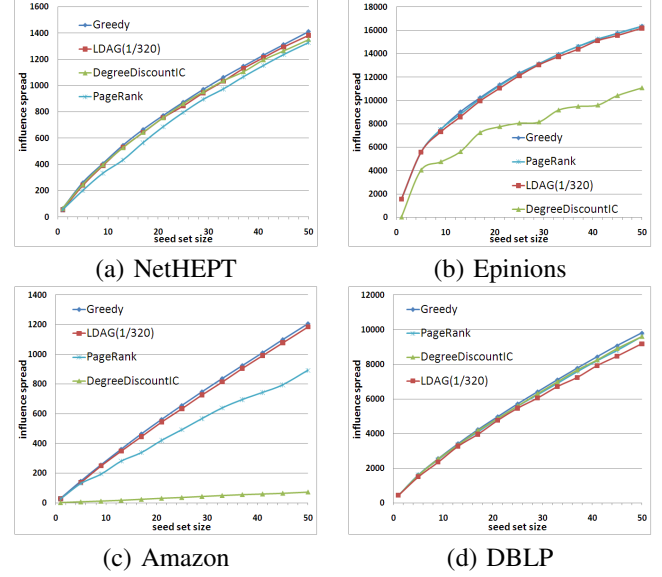 1600
1400
1200
1000
800
600
400
200
0
influence spread
Greedy
LDAG(1/320)
DegreeDiscountIC
PageRank
0 10 20 30 40 50
seed set size
(a) NetHEPT
18000
16000
14000
12000
10000
8000
6000
4000
2000
0
influence spread
Greedy
PageRank
LDAG(1/320)
DegreeDiscountIC
0 10 20 30 40 50
seed set size
(b) Epinions
1400
1200
1000
800
600
400
200
0
influence spread
Greedy
LDAG(1/320)
PageRank
DegreeDiscountIC
0 10 20 30 40 50
seed set size
(c) Amazon
12000
10000
8000
6000
4000
2000
0
influence spread
Greedy
PageRank
DegreeDiscountIC
LDAG(1/320)
0 10 20 30 40 50
seed set size
(d) DBLP